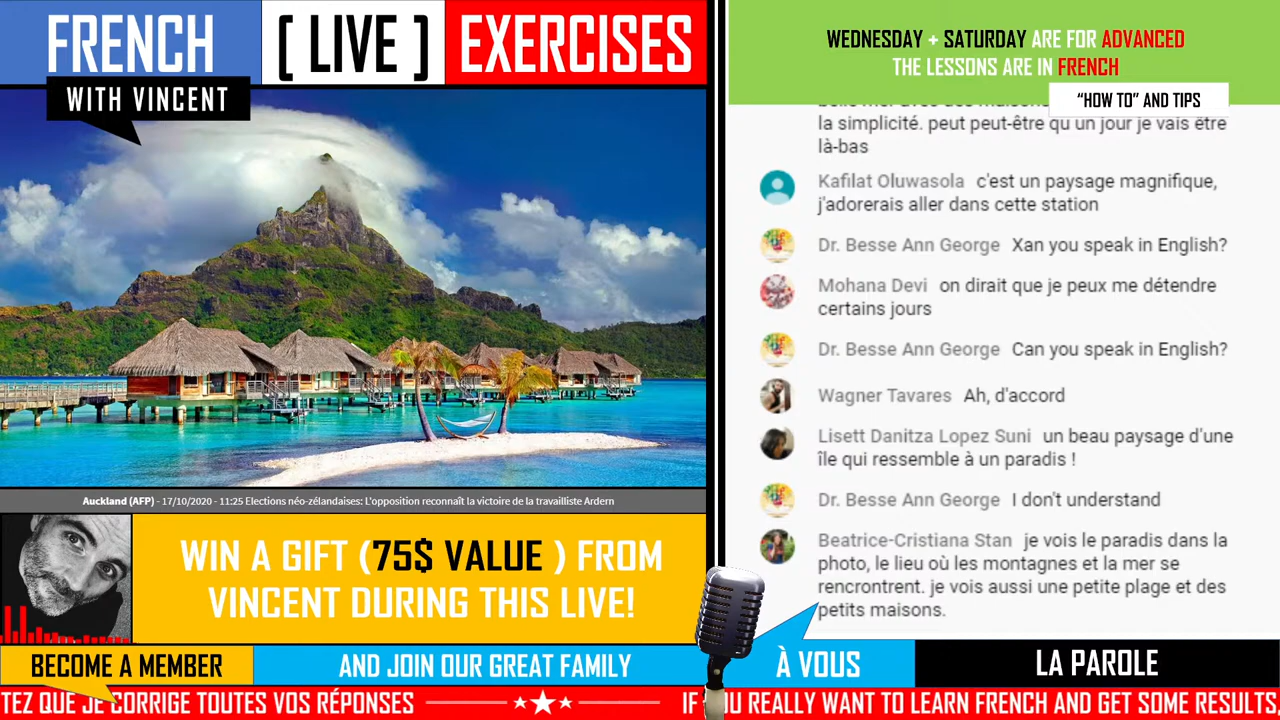 FRENCH
WITH VINCENT
[ LIVE ]
EXERCISES
Auckland (AFP) - 17/10/2020 - 11:25 Elections néo-zélandaises: L'opposition reconnaît la victoire de la travailliste Ardern
WIN A GIFT (75$ VALUE ) FROM
VINCENT DURING THIS LIVE!
BECOME A MEMBER
AND JOIN OUR GREAT FAMILY
WEDNESDAY + SATURDAY ARE FOR ADVANCED
THE LESSONS ARE IN FRENCH
“HOW TO” AND TIPS
la simplicité. peut peut-être qu un jour je vais être
là-bas
Kafilat Oluwasola c'est un paysage magnifique,
j'adorerais aller dans cette station
Dr. Besse Ann George Xan you speak in English?
Mohana Devi on dirait que je peux me détendre
certains jours
Dr. Besse Ann George Can you speak in English?
Wagner Tavares Ah, d'accord
Lisett Danitza Lopez Suni un beau paysage d'une
île qui ressemble à un paradis !
Dr. Besse Ann George I don't understand
Beatrice-Cristiana Stan je vois le paradis dans la
photo, le lieu où les montagnes et la mer se
rencrontrent. je vois aussi une petite plage et des
petits maisons.
À VOUS
LA PAROLE
TEZ QUE JE CORRIGE TOUTES VOS RÉPONSES
IF YOU REALLY WANT TO LEARN FRENCH AND GET SOME RESULTS,